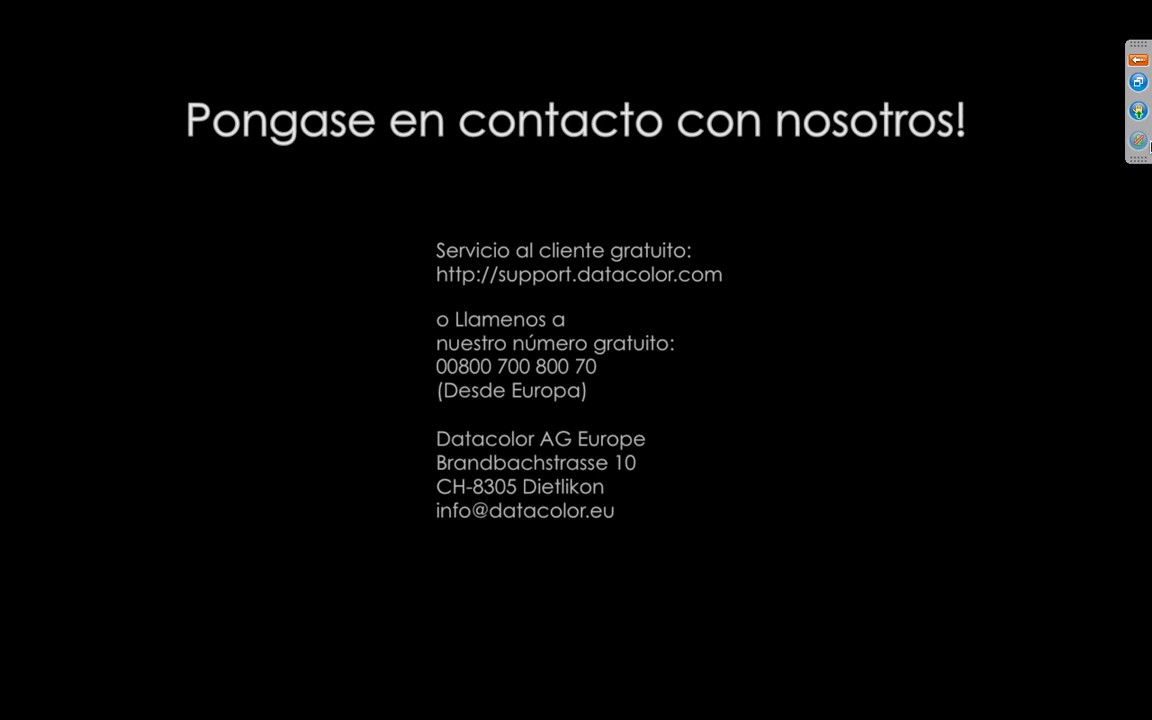 Pongase en contacto con nosotros!
Servicio al cliente gratuito:
http://support.datacolor.com
o Llamenos a
nuestro número gratuito:
00800 700 800 70
(Desde Europa)
Datacolor AG Europe
Brandbachstrasse 10
CH-8305 Dietlikon
info@datacolor.eu